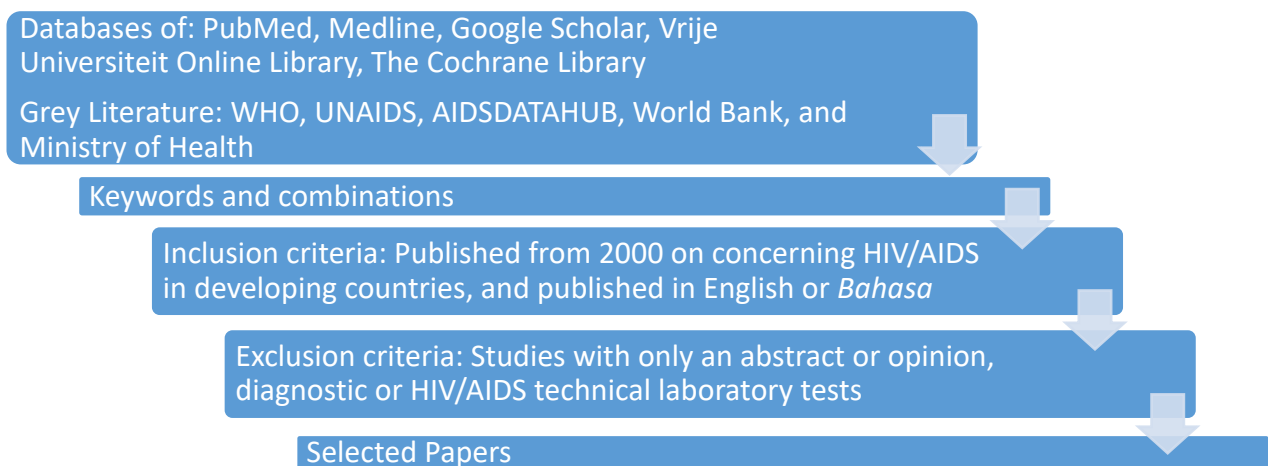 Databases of: PubMed, Medline, Google Scholar, Vrije
Universiteit Online Library, The Cochrane Library
Grey Literature: WHO, UNAIDS, AIDSDATAHUB, World Bank, and
Ministry of Health
Keywords and combinations
Inclusion criteria: Published from 2000 on concerning HIV/AIDS
in developing countries, and published in English or Bahasa
Exclusion criteria: Studies with only an abstract or opinion,
diagnostic or HIV/AIDS technical laboratory tests
Selected Papers